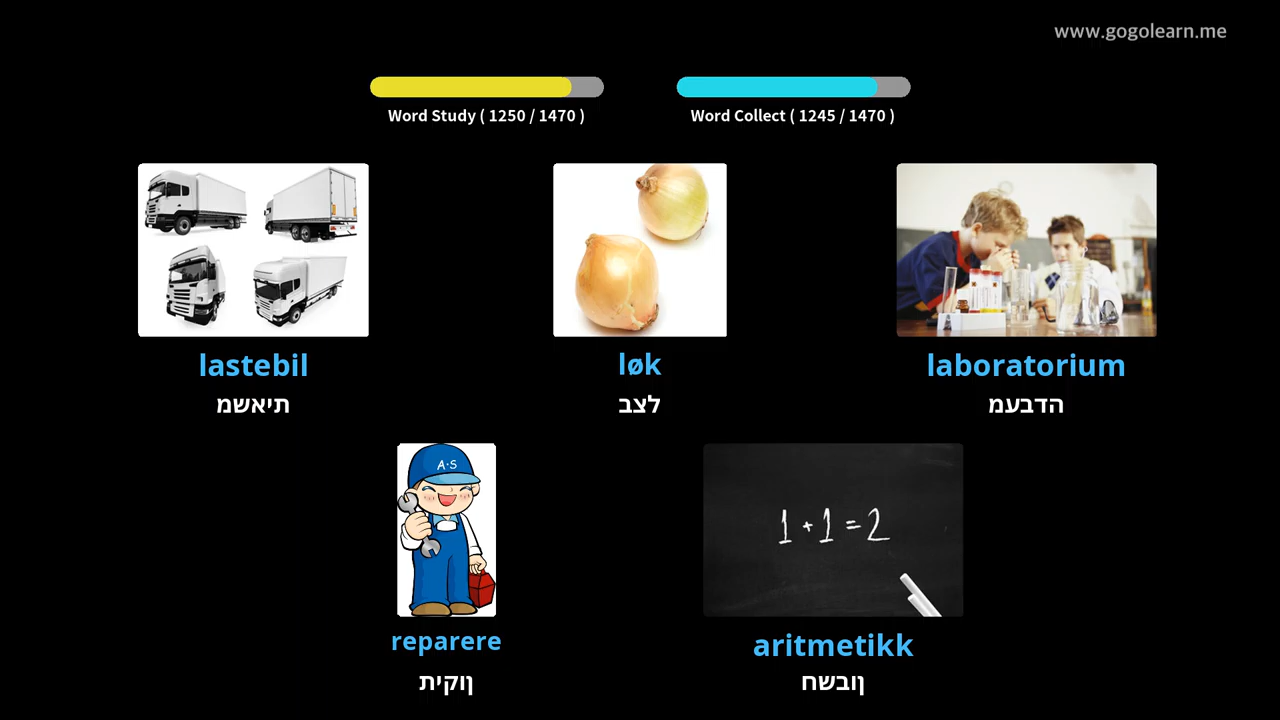 www.gogolearn.me
Word Study ( 1250 / 1470 )
Word Collect ( 1245 / 1470 )
lastebil
תיאשמ
løk
לצב
laboratorium
הדבעמ
A·S
1 + 1 = 2
reparere
ןוקית
aritmetikk
ןובשח